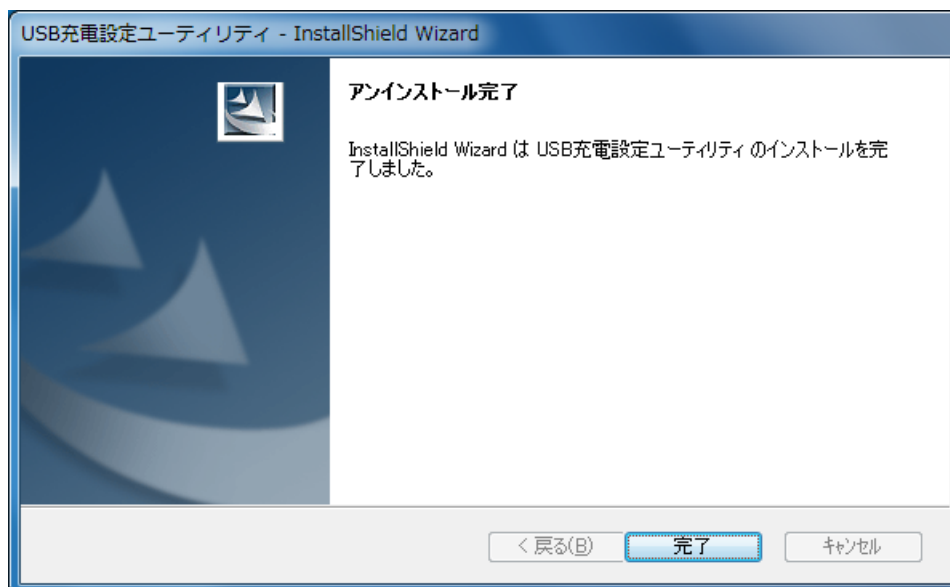 USB充電設定ユーティリティ - InstallShield Wizard
アンインストール完了
InstallShield Wizard は USB充電設定ユーティリティ のインストールを完
了しました。
< 戻る(B)
完了
キャンセル